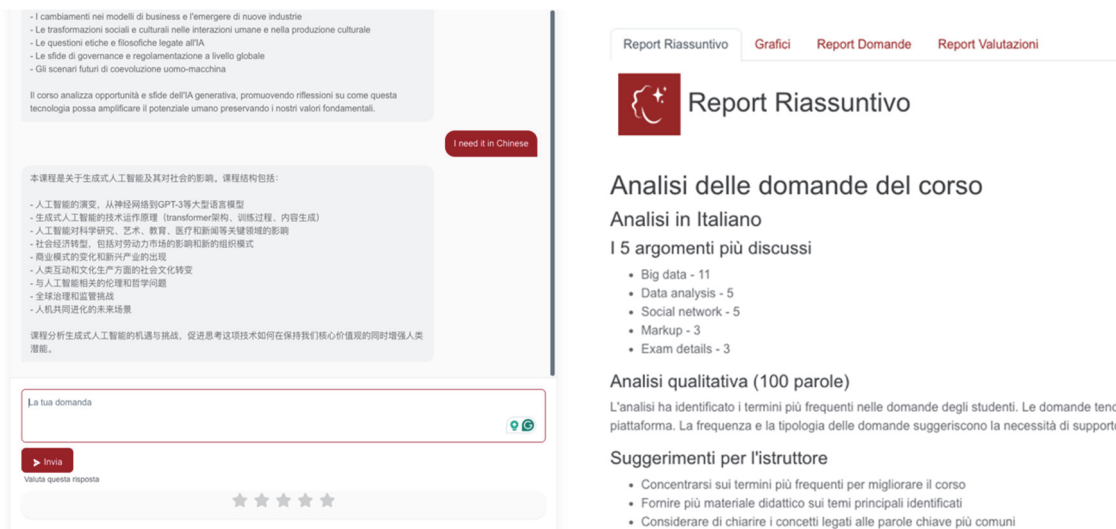 - I cambiamenti nei modelli di business e l'emergere di nuove industrie
- Le trasformazioni sociali e culturali nelle interazioni umane e nella produzione culturale
- Le questioni etiche e filosofiche legate all'IA
- Le sfide di governance e regolamentazione a livello globale
- Gli scenari futuri di coevoluzione uomo-macchina
Il corso analizza opportunità e sfide dell'IA generativa, promuovendo riflessioni su come questa
tecnologia possa amplificare il potenziale umano preservando i nostri valori fondamentali.
I need it in Chinese
本课程是关于生成式人工智能及其对社会的影响。课程结构包括：
- 人工智能的演变，从神经网络到GPT-3等大型语言模型
- 生成式人工智能的技术运作原理（transformer架构、训练过程、内容生成）
- 人工智能对科学研究、艺术、教育、医疗和新闻等关键领域的影响
- 社会经济转型，包括对劳动力市场的影响和新的组织模式
- 商业模式的变化和新兴产业的出现
- 人类互动和文化生产方面的社会文化转变
- 与人工智能相关的伦理和哲学问题
- 全球治理和监管挑战
- 人机共同进化的未来场景
课程分析生成式人工智能的机遇与挑战，促进思考这项技术如何在保持我们核心价值观的同时增强人类
潜能。
La tua domanda
Invia
Valuta questa risposta
Report Riassuntivo Grafici Report Domande Report Valutazioni
Report Riassuntivo
Analisi delle domande del corso
Analisi in Italiano
I 5 argomenti più discussi
• Big data - 11
• Data analysis - 5
• Social network - 5
• Markup - 3
• Exam details - 3
Analisi qualitativa (100 parole)
L'analisi ha identificato i termini più frequenti nelle domande degli studenti. Le domande tend
piattaforma. La frequenza e la tipologia delle domande suggeriscono la necessità di supporto
Suggerimenti per l'istruttore
• Concentrarsi sui termini più frequenti per migliorare il corso
• Fornire più materiale didattico sui temi principali identificati
• Considerare di chiarire i concetti legati alle parole chiave più comuni